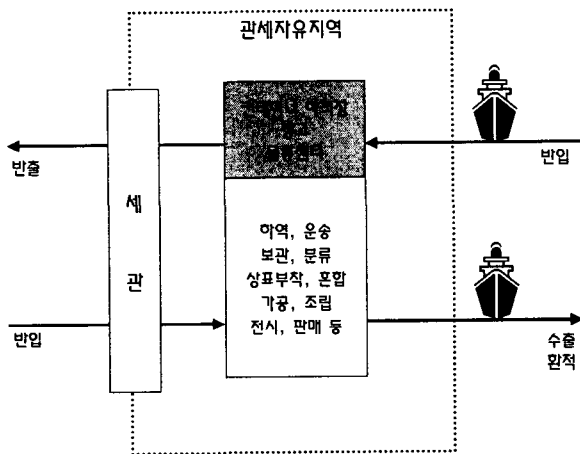 관세자유지역
반출
반입
세
관
하역, 운송
보관, 분류
상표부착, 혼합
가공, 조립
전시, 판매 등
반입
수출
환적